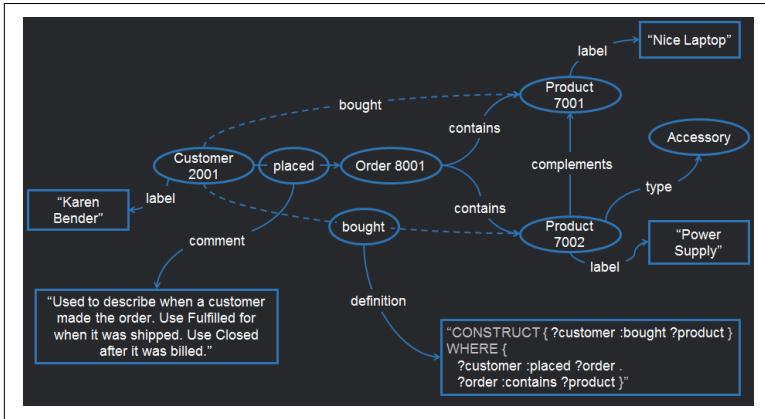 "Nice Laptop"
label
Product
7001
bought
contains
Accessory
Customer
2001
placed
Order 8001
complements
type
"Karen
Bender"
label
contains
bought
Product
7002
"Power
Supply"
comment
label
definition
"Used to describe when a customer
made the order. Use Fulfilled for
when it was shipped. Use Closed
after it was billed."
"CONSTRUCT { ?customer :bought ?product }
WHERE {
?customer :placed ?order .
?order :contains ?product }"